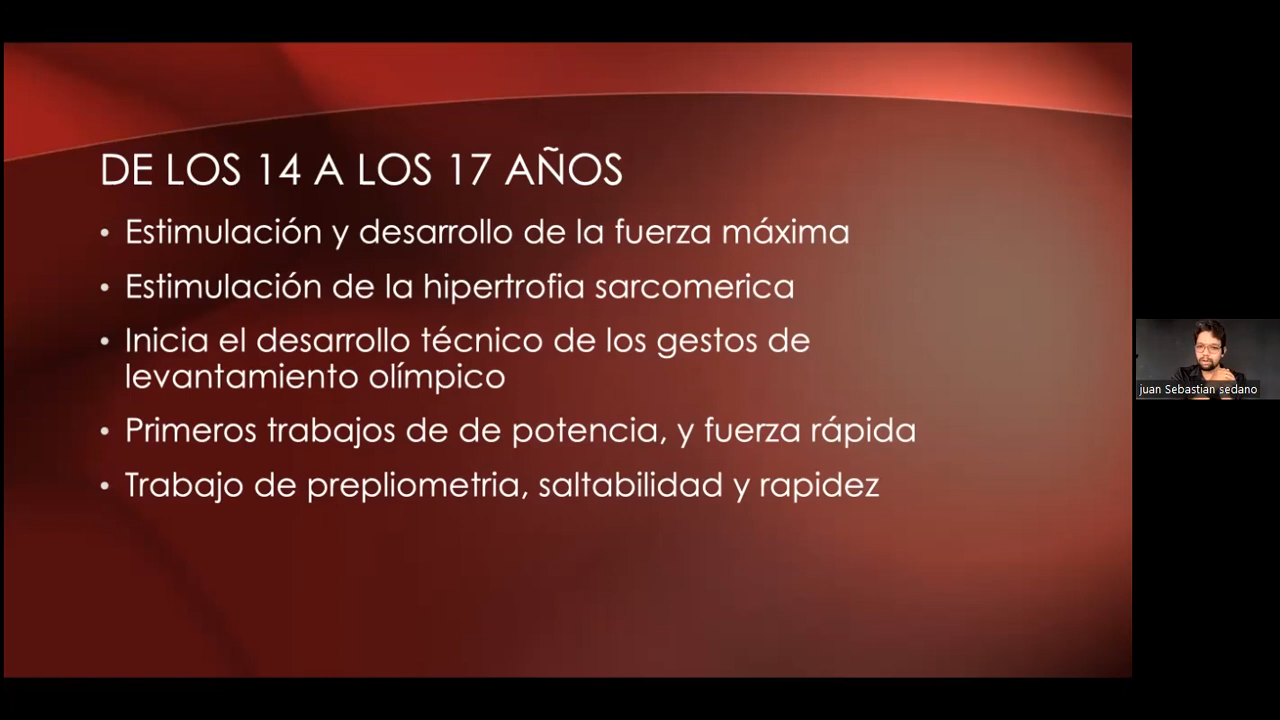 DE LOS 14 A LOS 17 AÑOS
• Estimulación y desarrollo de la fuerza máxima
• Estimulación de la hipertrofia sarcomerica
• Inicia el desarrollo técnico de los gestos de
levantamiento olímpico
• Primeros trabajos de de potencia, y fuerza rápida
• Trabajo de prepliometria, saltabilidad y rapidez
juan Sebastian sedano